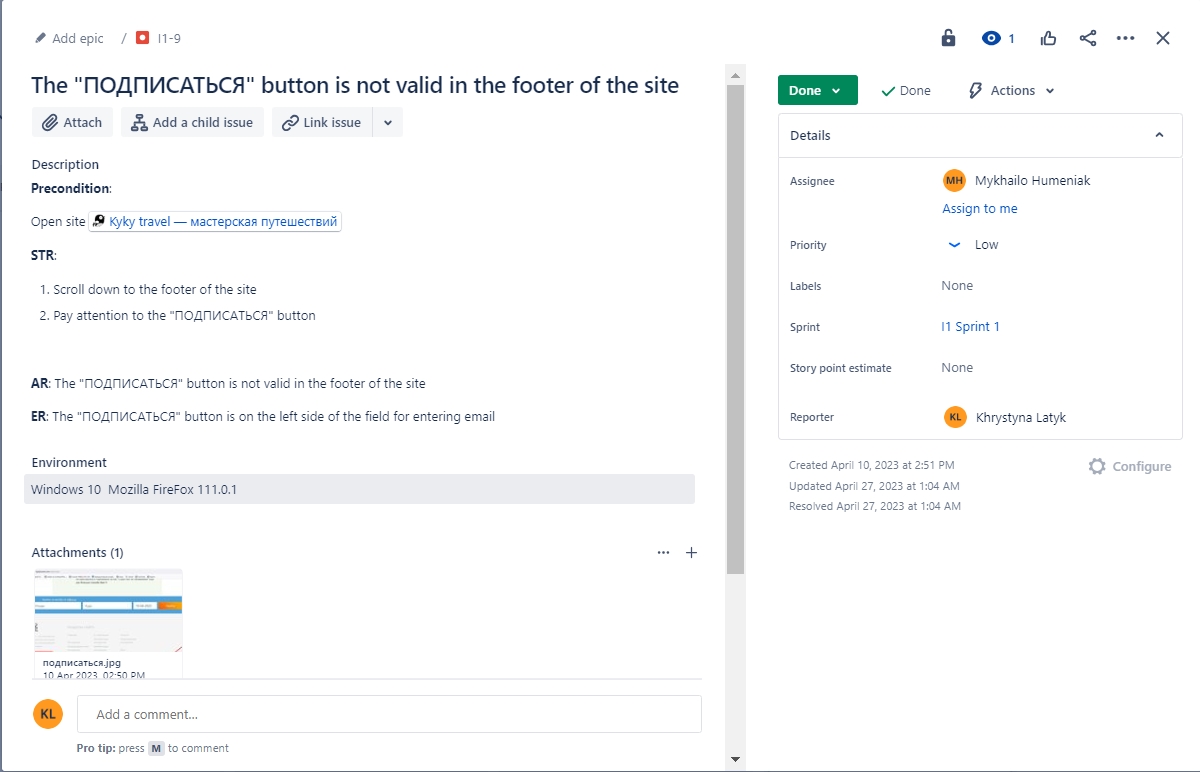 Add epic / I1-9
1
The "ПОДПИСАТЬСЯ" button is not valid in the footer of the site
Attach Add a child issue Link issue
Description
Precondition:
Open site Kyky travel — мастерская путешествий
STR:
1. Scroll down to the footer of the site
2. Pay attention to the "ПОДПИСАТЬСЯ" button
AR: The "ПОДПИСАТЬСЯ" button is not valid in the footer of the site
ER: The "ПОДПИСАТЬСЯ" button is on the left side of the field for entering email
Environment
Windows 10 Mozilla FireFox 111.0.1
Attachments (1)
подписаться.jpg
10 Apr 2023, 02:50 PM
KL Add a comment...
Pro tip: press M to comment
Done Done Actions
Details
Assignee MH Mykhailo Humeniak
Assign to me
Priority Low
Labels None
Sprint I1 Sprint 1
Story point estimate None
Reporter KL Khrystyna Latyk
Created April 10, 2023 at 2:51 PM Configure
Updated April 27, 2023 at 1:04 AM
Resolved April 27, 2023 at 1:04 AM